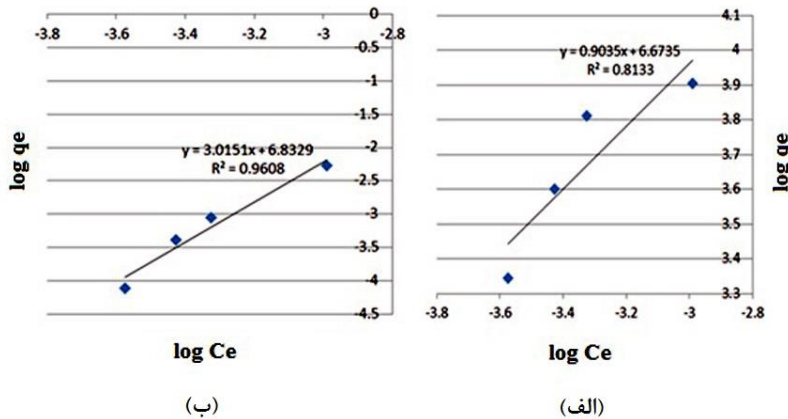 0
-3.8 -3.6 -3.4 -3.2 -3 -2.8
-0.5
-1
-1.5
-2
-2.5
-3
-3.5
-4
-4.5
y = 3.0151x + 6.8329
R² = 0.9608
log qe
log Ce
(ب)
4.1
4
3.9
3.8
3.7
3.6
3.5
3.4
3.3
y = 0.9035x + 6.6735
R² = 0.8133
-3.8 -3.6 -3.4 -3.2 -3 -2.8
log qe
log Ce
(الف)